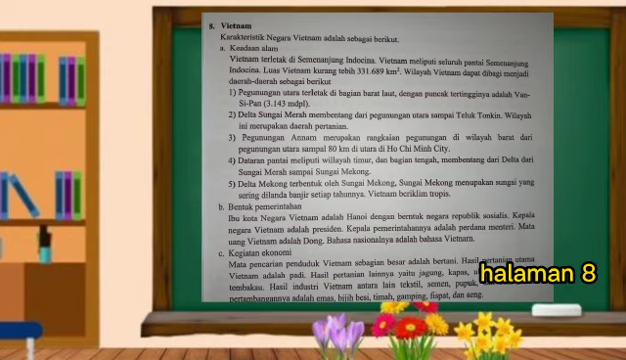 8. Vietnam
Karakteristik Negara Vietnam adalah sebagai berikut.
a. Keadaan alam
Vietnam terletak di Semenanjung Indocina. Vietnam meliputi seluruh pantai Semenanjung
Indocina. Luas Vietnam kurang lebih 331.689 km². Wilayah Vietnam dapat dibagi menjadi
daerah-daerah sebagai berikut
1) Pegunungan utara terletak di bagian barat laut, dengan puncak tertingginya adalah Van-
Si-Pan (3.143 mdpl).
2) Delta Sungai Merah membentang dari pegunungan utara sampai Teluk Tonkin. Wilayah
ini merupakan daerah pertanian.
3) Pegunungan Annam merupakan rangkaian pegunungan di wilayah barat dari
pegunungan utara sampai 80 km di utara di Ho Chi Minh City.
4) Dataran pantai meliputi willayah timur, dan bagian tengah, membentang dari Delta dari
Sungai Merah sampai Sungai Mekong.
5) Delta Mekong terbentuk oleh Sungai Mekong, Sungai Mekong merupakan sungai yang
sering dilanda banjir setiap tahunnya. Vietnam beriklim tropis.
b. Bentuk pemerintahan
Ibu kota Negara Vietnam adalah Hanoi dengan berntuk negara republik sosialis. Kepala
negara Vietnam adalah presiden. Kepala pemerintahannya adalah perdana menteri. Mata
uang Vietnam adalah Dong. Bahasa nasionalnya adalah bahasa Vietnam.
c. Kegiatan ekonomi
Mata pencarian penduduk Vietnam sebagian besar adalah bertani. Hasil pertanian utama
Vietnam adalah padi. Hasil pertanian lainnya yaitu jagung, kapas,
tembakau. Hasil industri Vietnam antara lain tekstil, semen, pupuk,
pertambangannya adalah emas, bijih besi, timah, gamping, fispat, dan seng.
halaman 8